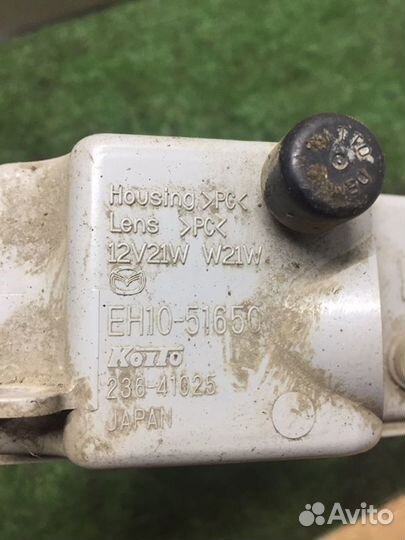 Housing >PC<
Lens >PC<
12V21W W21W
EH10-51650
KOITO
236-41025
JAPAN
Avito